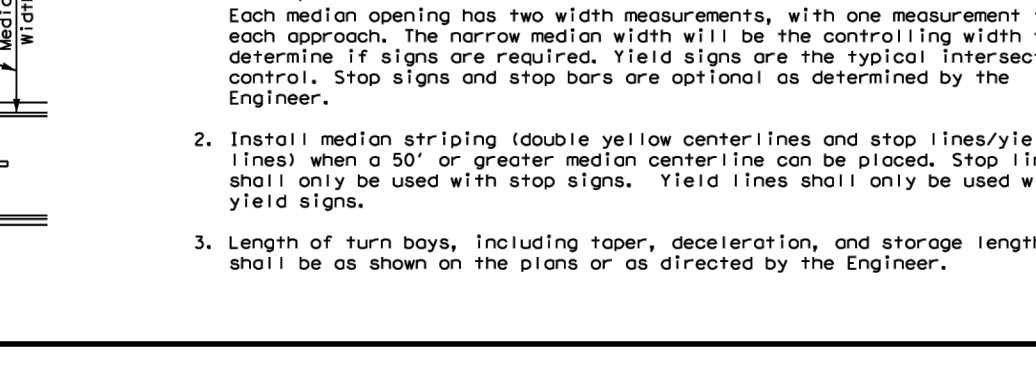 Medi
Width
Each median opening has two width measurements, with one measurement
each approach. The narrow median width will be the controlling width
determine if signs are required. Yield signs are the typical intersec
control. Stop signs and stop bars are optional as determined by the
Engineer.
2. Install median striping (double yellow centerlines and stop lines/yie
lines) when a 50' or greater median centerline can be placed. Stop li
shall only be used with stop signs. Yield lines shall only be used w
yield signs.
3. Length of turn bays, including taper, deceleration, and storage length
shall be as shown on the plans or as directed by the Engineer.